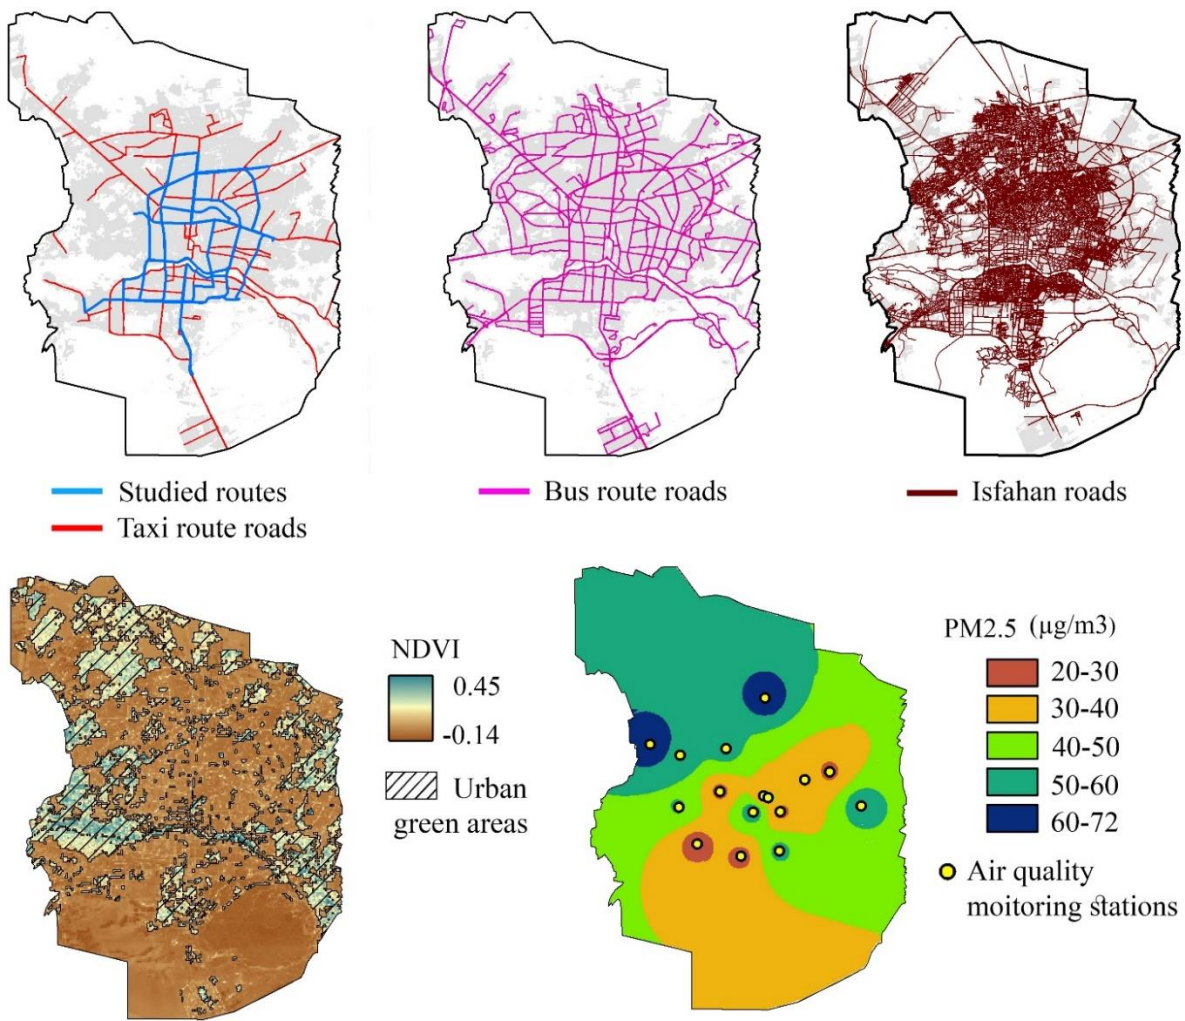 Studied routes
Taxi route roads
Bus route roads
Isfahan roads
NDVI
0.45
-0.14
Urban
green areas
PM2.5 (µg/m3)
20-30
30-40
40-50
50-60
60-72
Air quality
moitoring stations